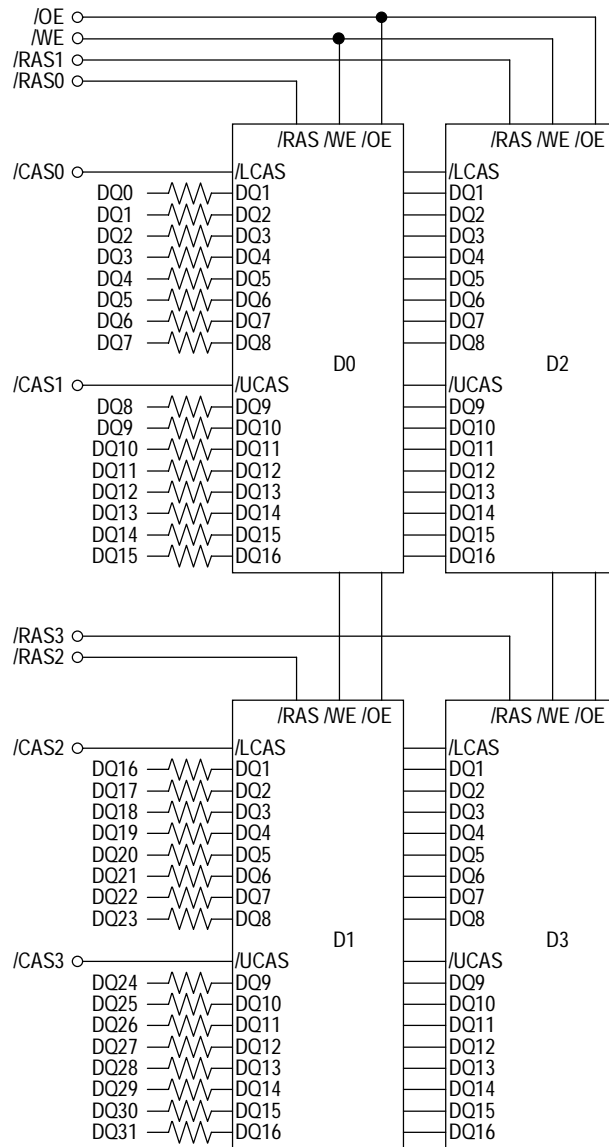 /OE
/WE
/RAS1
/RAS0
/RAS /WE /OE /RAS /WE /OE
/CAS0 /LCAS /LCAS
DQ0 DQ1 DQ1
DQ1 DQ2 DQ2
DQ2 DQ3 DQ3
DQ3 DQ4 DQ4
DQ4 DQ5 DQ5
DQ5 DQ6 DQ6
DQ6 DQ7 DQ7
DQ7 DQ8 DQ8
D0 D2
/CAS1 /UCAS /UCAS
DQ8 DQ9 DQ9
DQ9 DQ10 DQ10
DQ10 DQ11 DQ11
DQ11 DQ12 DQ12
DQ12 DQ13 DQ13
DQ13 DQ14 DQ14
DQ14 DQ15 DQ15
DQ15 DQ16 DQ16
/RAS3
/RAS2
/RAS /WE /OE /RAS /WE /OE
/CAS2 /LCAS /LCAS
DQ16 DQ1 DQ1
DQ17 DQ2 DQ2
DQ18 DQ3 DQ3
DQ19 DQ4 DQ4
DQ20 DQ5 DQ5
DQ21 DQ6 DQ6
DQ22 DQ7 DQ7
DQ23 DQ8 DQ8
D1 D3
/CAS3 /UCAS /UCAS
DQ24 DQ9 DQ9
DQ25 DQ10 DQ10
DQ26 DQ11 DQ11
DQ27 DQ12 DQ12
DQ28 DQ13 DQ13
DQ29 DQ14 DQ14
DQ30 DQ15 DQ15
DQ31 DQ16 DQ16